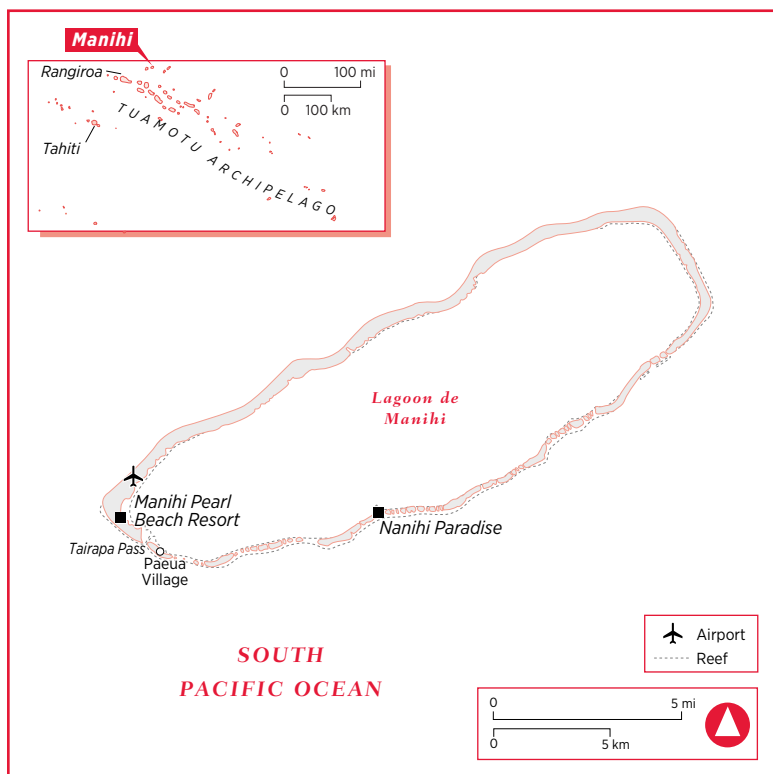 Manihi
Rangiroa
0 100 mi
0 100 km
Tahiti
TUAMOTU ARCHIPELAGO
Lagoon de
Manihi
Manihi Pearl
Beach Resort
Nanihi Paradise
Tairapa Pass
Paeua
Village
SOUTH
PACIFIC OCEAN
Airport
Reef
0 5 mi
0 5 km